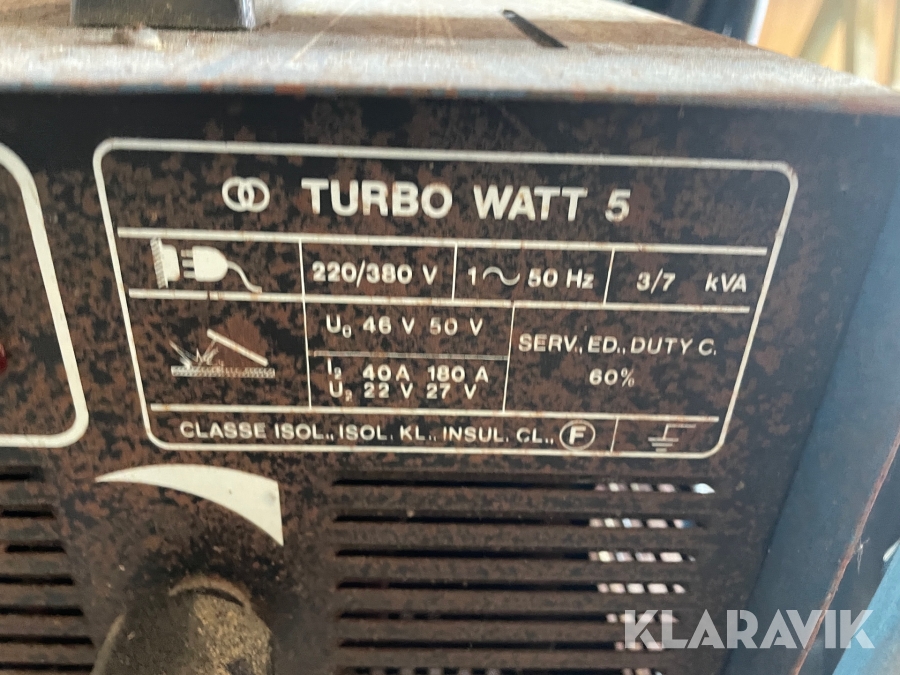 TURBO WATT 5
220/380 V 1∿ 50 Hz 3/7 kVA
U₀ 46 V 50 V
I₂ 40 A 180 A
U₂ 22 V 27 V
SERV., ED., DUTY C.
60%
CLASSE ISOL., ISOL. KL., INSUL. CL., F
KLARAVIK